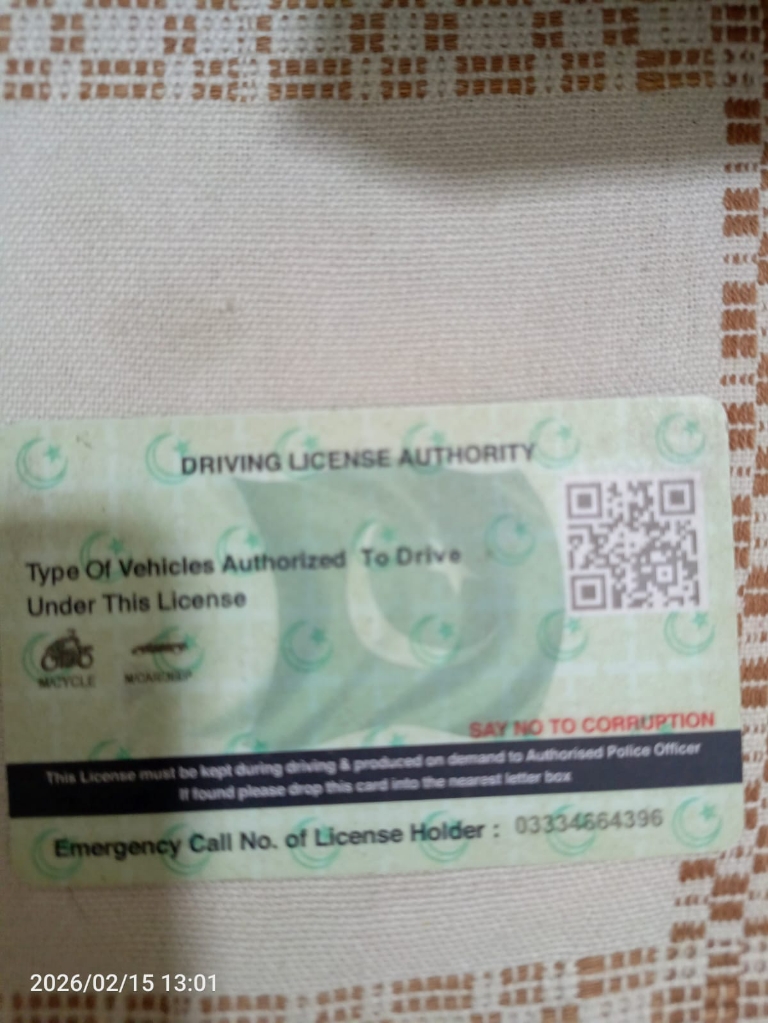 DRIVING LICENSE AUTHORITY
Type Of Vehicles Authorized To Drive
Under This License
M/CYCLE
SAY NO TO CORRUPTION
This License must be kept during driving & produced on demand to Authorised Police Officer
If found please drop this card into the nearest letter box
Emergency Call No. of License Holder : 03334664396
2026/02/15 13:01